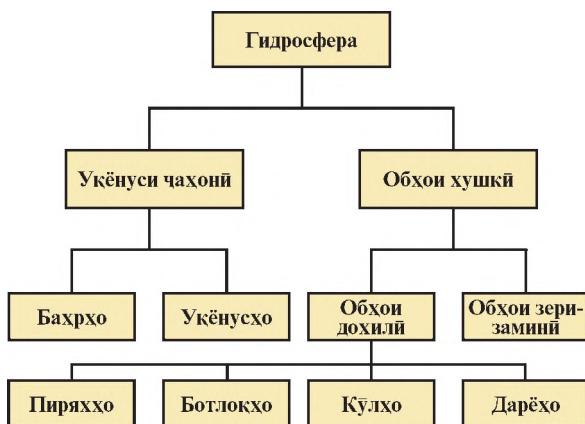 Гидросфера
Уқёнуси ҷаҳонӣ
Обҳои хушкӣ
Баҳрҳо
Уқёнусҳо
Обҳои
дохилӣ
Обҳои зери-
заминӣ
Пиряхҳо
Ботлоқҳо
Кӯлҳо
Дарёҳо